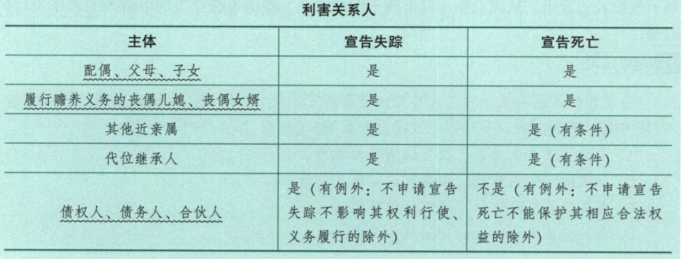 利害关系人
主体 宣告失踪 宣告死亡
配偶、父母、子女 是 是
履行赡养义务的丧偶儿媳、丧偶女婿 是 是
其他近亲属 是 是（有条件）
代位继承人 是 是（有条件）
债权人、债务人、合伙人
是（有例外：不申请宣告
失踪不影响其权利行使、
义务履行的除外）
不是（有例外：不申请宣告
死亡不能保护其相应合法权
益的除外）